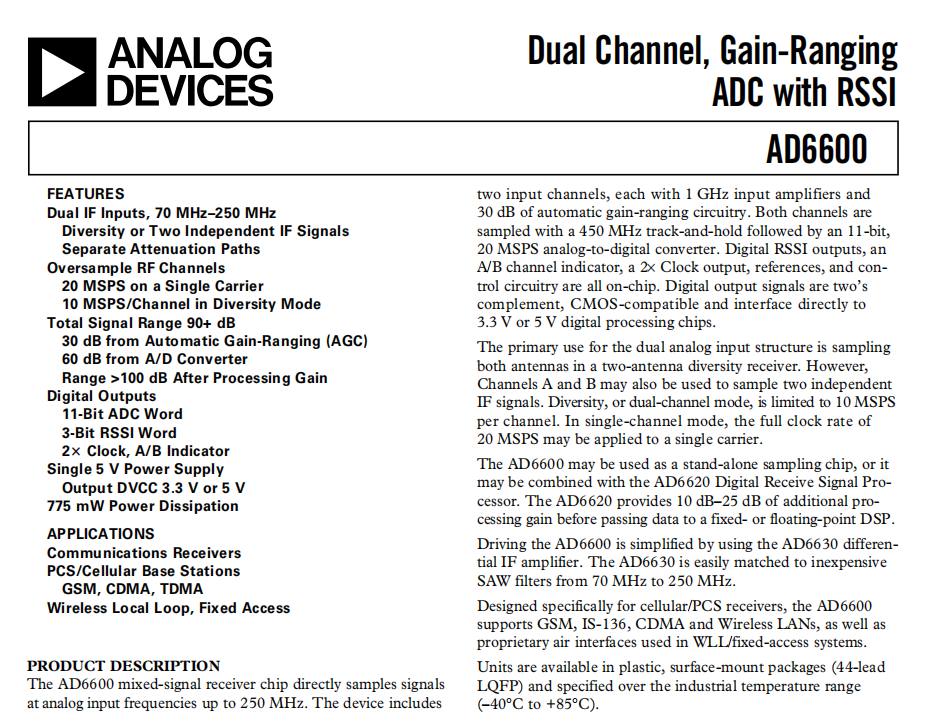 ANALOG
DEVICES
Dual Channel, Gain-Ranging
ADC with RSSI
AD6600
FEATURES
Dual IF Inputs, 70 MHz–250 MHz
Diversity or Two Independent IF Signals
Separate Attenuation Paths
Oversample RF Channels
20 MSPS on a Single Carrier
10 MSPS/Channel in Diversity Mode
Total Signal Range 90+ dB
30 dB from Automatic Gain-Ranging (AGC)
60 dB from A/D Converter
Range >100 dB After Processing Gain
Digital Outputs
11-Bit ADC Word
3-Bit RSSI Word
2× Clock, A/B Indicator
Single 5 V Power Supply
Output DVCC 3.3 V or 5 V
775 mW Power Dissipation
APPLICATIONS
Communications Receivers
PCS/Cellular Base Stations
GSM, CDMA, TDMA
Wireless Local Loop, Fixed Access
PRODUCT DESCRIPTION
The AD6600 mixed-signal receiver chip directly samples signals
at analog input frequencies up to 250 MHz. The device includes
two input channels, each with 1 GHz input amplifiers and
30 dB of automatic gain-ranging circuitry. Both channels are
sampled with a 450 MHz track-and-hold followed by an 11-bit,
20 MSPS analog-to-digital converter. Digital RSSI outputs, an
A/B channel indicator, a 2× Clock output, references, and con-
trol circuitry are all on-chip. Digital output signals are two's
complement, CMOS-compatible and interface directly to
3.3 V or 5 V digital processing chips.
The primary use for the dual analog input structure is sampling
both antennas in a two-antenna diversity receiver. However,
Channels A and B may also be used to sample two independent
IF signals. Diversity, or dual-channel mode, is limited to 10 MSPS
per channel. In single-channel mode, the full clock rate of
20 MSPS may be applied to a single carrier.
The AD6600 may be used as a stand-alone sampling chip, or it
may be combined with the AD6620 Digital Receive Signal Pro-
cessor. The AD6620 provides 10 dB–25 dB of additional pro-
cessing gain before passing data to a fixed- or floating-point DSP.
Driving the AD6600 is simplified by using the AD6630 differen-
tial IF amplifier. The AD6630 is easily matched to inexpensive
SAW filters from 70 MHz to 250 MHz.
Designed specifically for cellular/PCS receivers, the AD6600
supports GSM, IS-136, CDMA and Wireless LANs, as well as
proprietary air interfaces used in WLL/fixed-access systems.
Units are available in plastic, surface-mount packages (44-lead
LQFP) and specified over the industrial temperature range
(–40°C to +85°C).